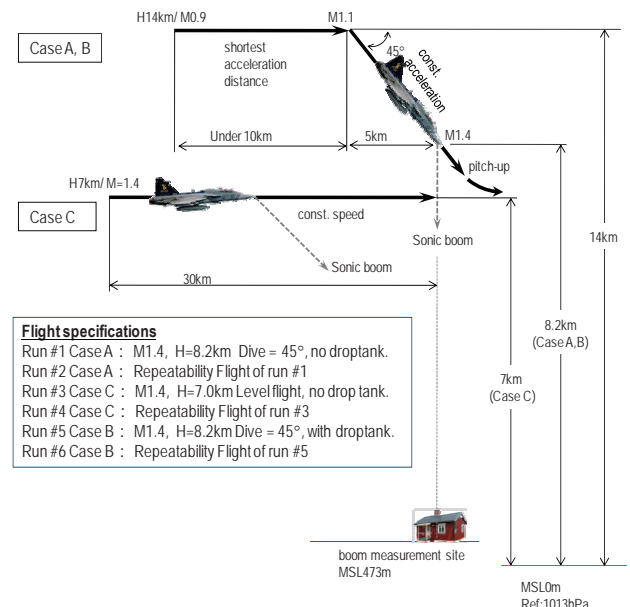 H14km/ M0.9
M1.1
Case A, B
shortest
acceleration
distance
45°
const.
acceleration
Under 10km
5km
M1.4
pitch-up
H7km/ M=1.4
Case C
const. speed
Sonic boom
Sonic boom
30km
14km
8.2km
(Case A,B)
7km
(Case C)
Flight specifications
Run #1 Case A : M1.4, H=8.2km Dive = 45°, no droptank.
Run #2 Case A : Repeatability Flight of run #1
Run #3 Case C : M1.4, H=7.0km Level flight, no drop tank.
Run #4 Case C : Repeatability Flight of run #3
Run #5 Case B : M1.4, H=8.2km Dive = 45°, with droptank.
Run #6 Case B : Repeatability Flight of run #5
boom measurement site
MSL473m
MSL0m
Ref:1013hPa